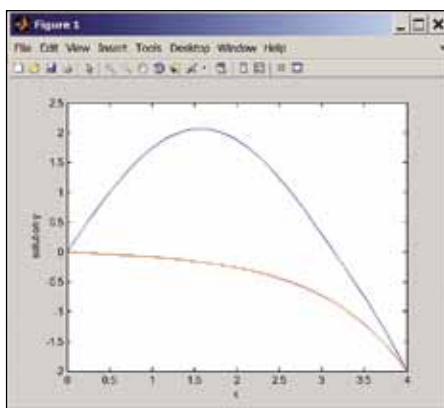 Figure 1
File Edit View Insert Tools Desktop Window Help
2.5
2
1.5
1
0.5
0
-0.5
-1
-1.5
-2
solution y
0 0.5 1 1.5 2 2.5 3 3.5 4
x